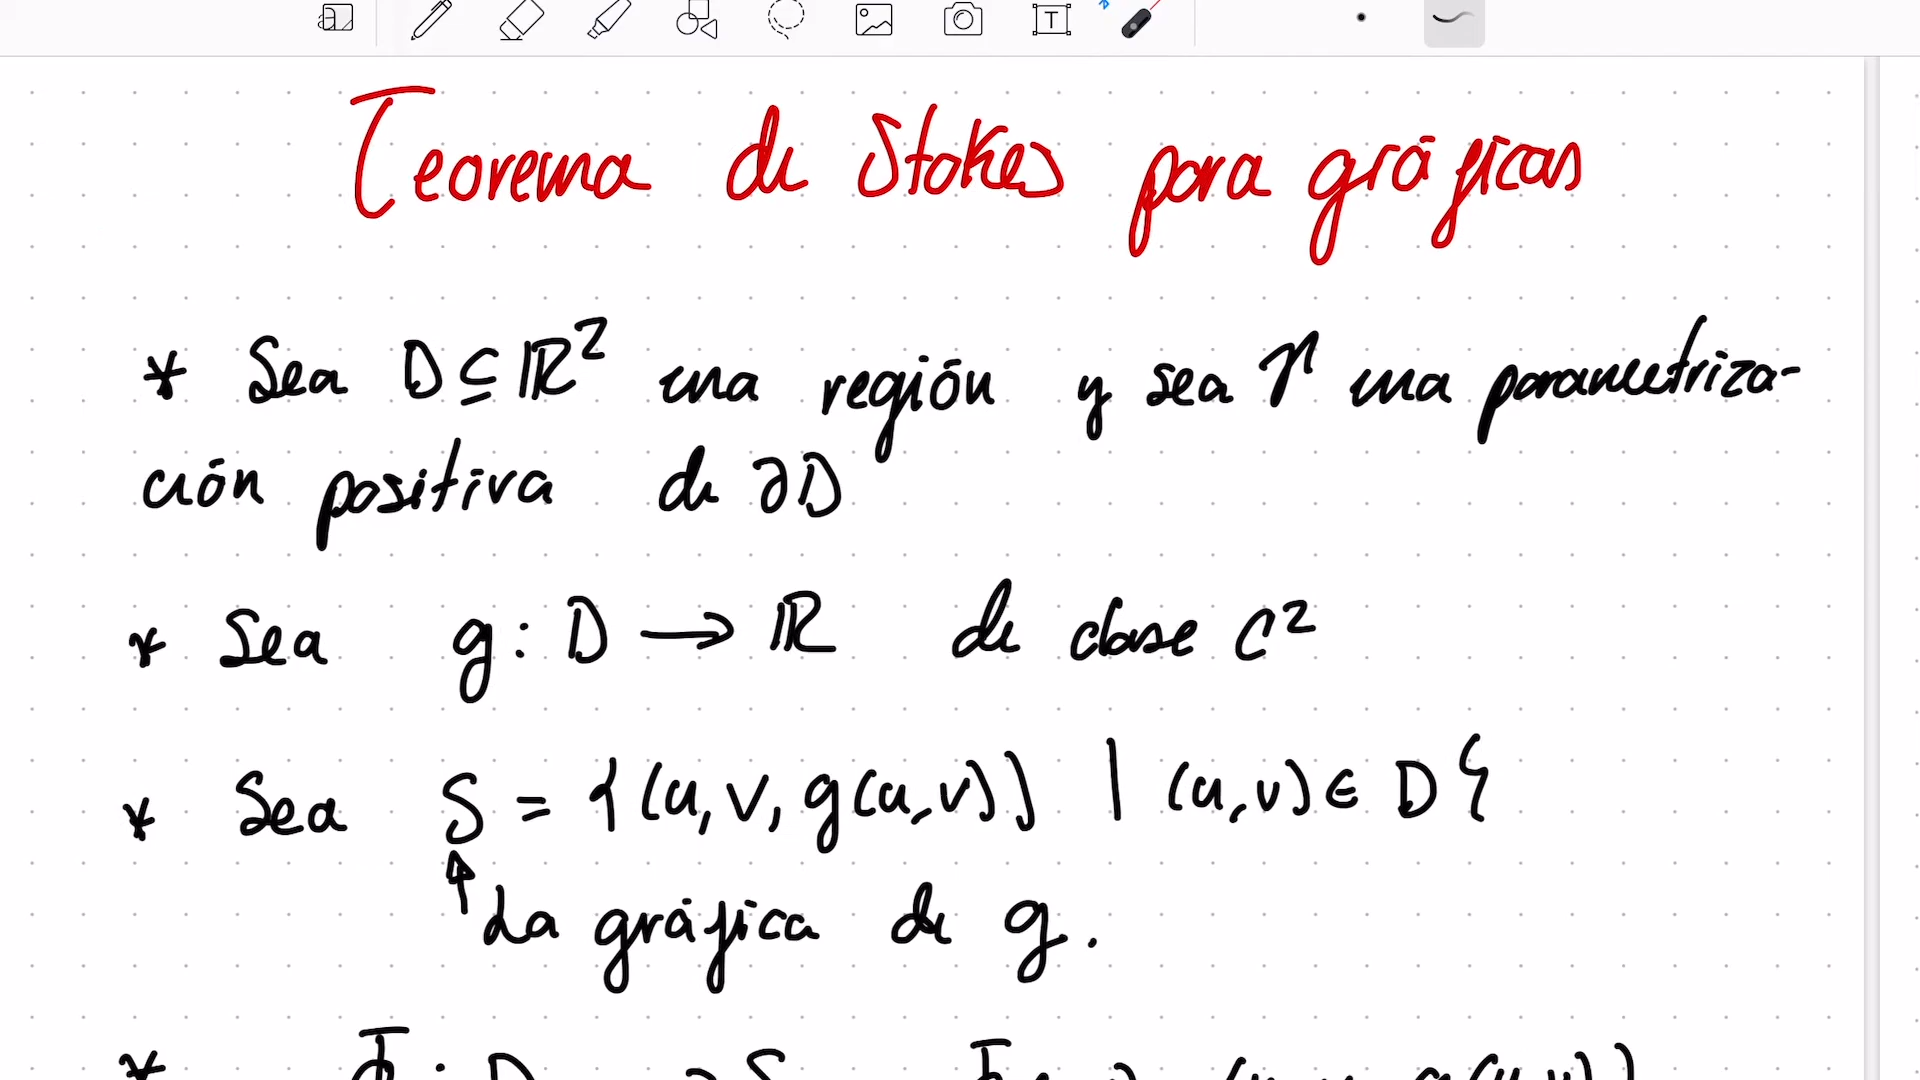 Teorema de Stokes para gráficas
* Sea D ⊆ ℝ² una región y sea γ una parametriza-
ción positiva de ∂D
* Sea g : D → ℝ de clase C²
* Sea S = {(u, v, g(u,v)) | (u,v) ∈ D}
↑ La gráfica de g.
* Φ : D → S